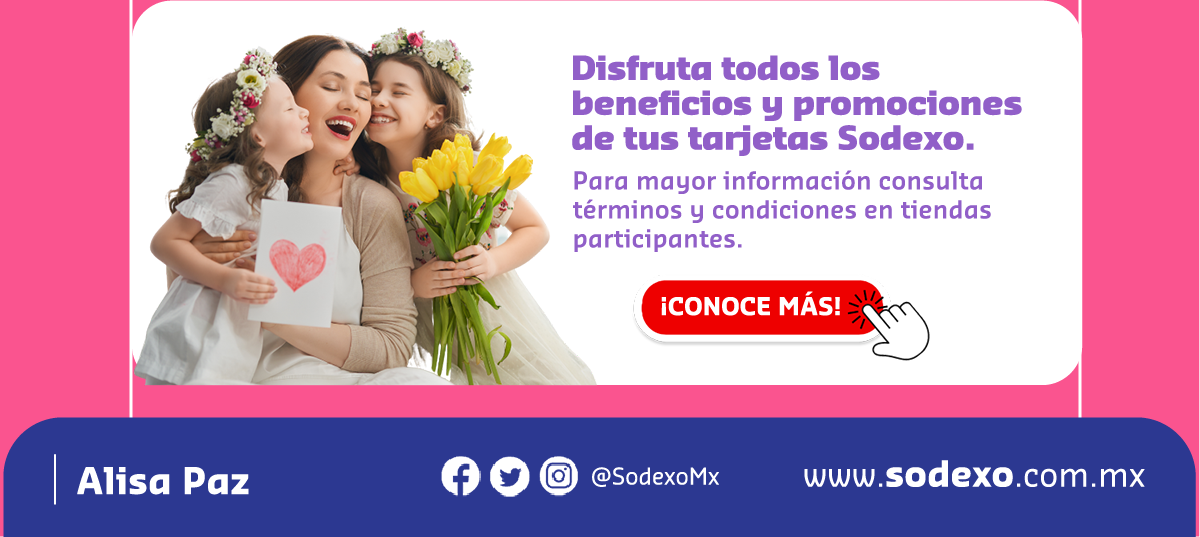 Disfruta todos los
beneficios y promociones
de tus tarjetas Sodexo.
Para mayor información consulta
términos y condiciones en tiendas
participantes.
¡CONOCE MÁS!
Alisa Paz
@SodexoMx
www.sodexo.com.mx